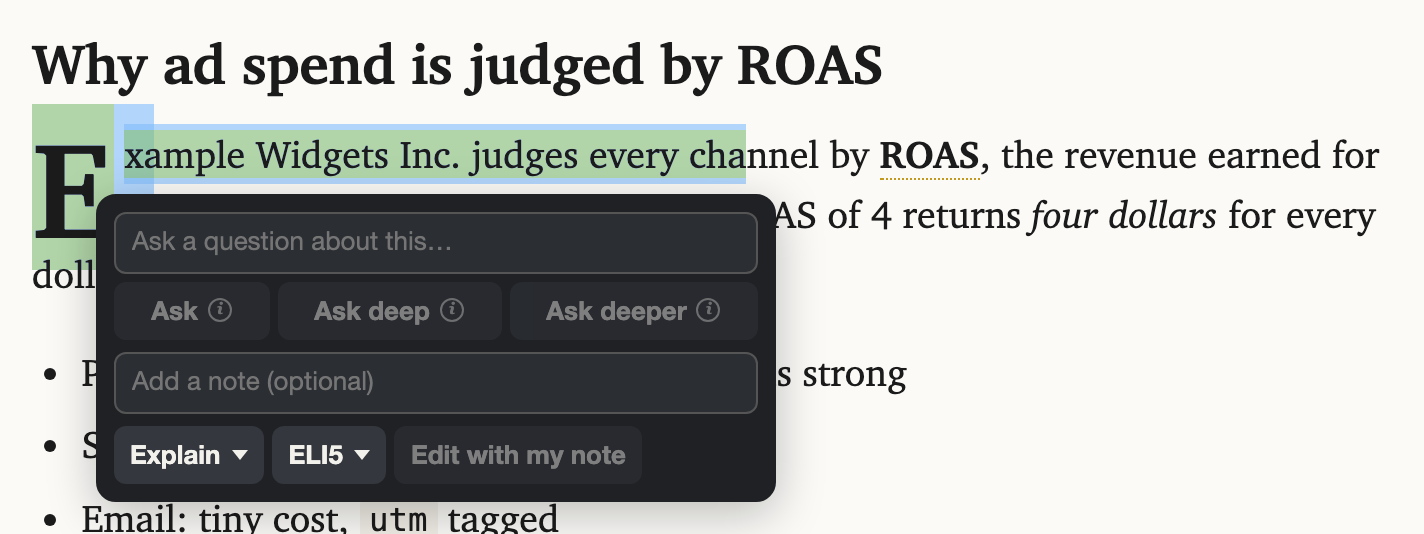 Why ad spend is judged by ROAS
Example Widgets Inc. judges every channel by ROAS, the revenue earned for
AS of 4 returns four dollars for every
doll
Ask a question about this…
Ask Ask deep Ask deeper
Add a note (optional)
s strong
Explain ELI5 Edit with my note
• Email: tiny cost, utm tagged